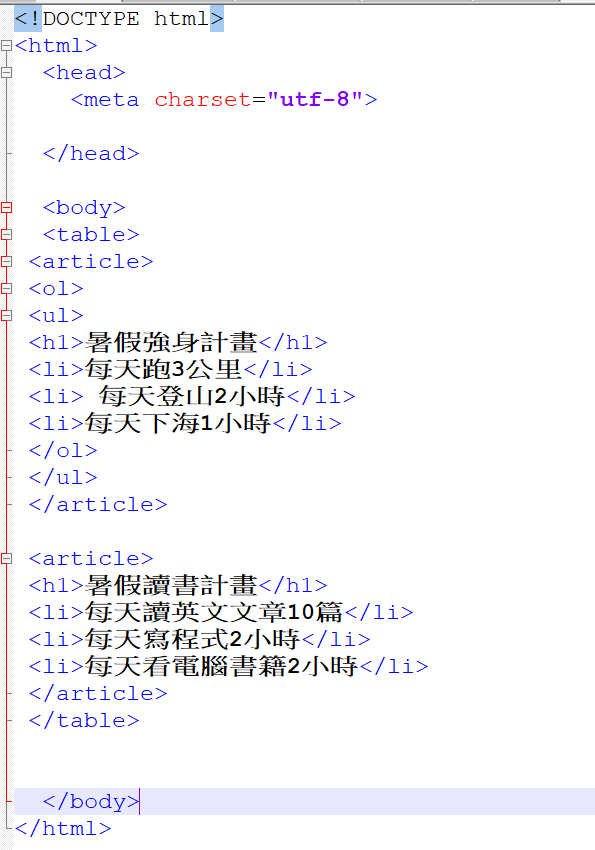 <!DOCTYPE html>
<html>
<head>
<meta charset="utf-8">
</head>
<body>
<table>
<article>
<ol>
<ul>
<h1>暑假強身計畫</h1>
<li>每天跑3公里</li>
<li> 每天登山2小時</li>
<li>每天下海1小時</li>
</ol>
</ul>
</article>
<article>
<h1>暑假讀書計畫</h1>
<li>每天讀英文文章10篇</li>
<li>每天寫程式2小時</li>
<li>每天看電腦書籍2小時</li>
</article>
</table>
</body>
</html>